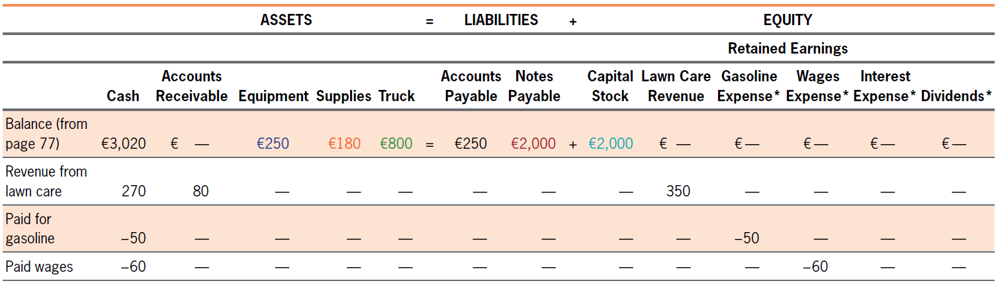 ASSETS = LIABILITIES + EQUITY
Retained Earnings
Accounts Accounts Notes Capital Lawn Care Gasoline Wages Interest
Cash Receivable Equipment Supplies Truck Payable Payable Stock Revenue Expense* Expense* Expense* Dividends*
Balance (from
page 77) €3,020 € — €250 €180 €800 = €250 €2,000 + €2,000 € — €— €— €— €—
Revenue from
lawn care 270 80 — — — — — — 350 — — — —
Paid for
gasoline –50 — — — — — — — — –50 — — —
Paid wages –60 — — — — — — — — — –60 — —